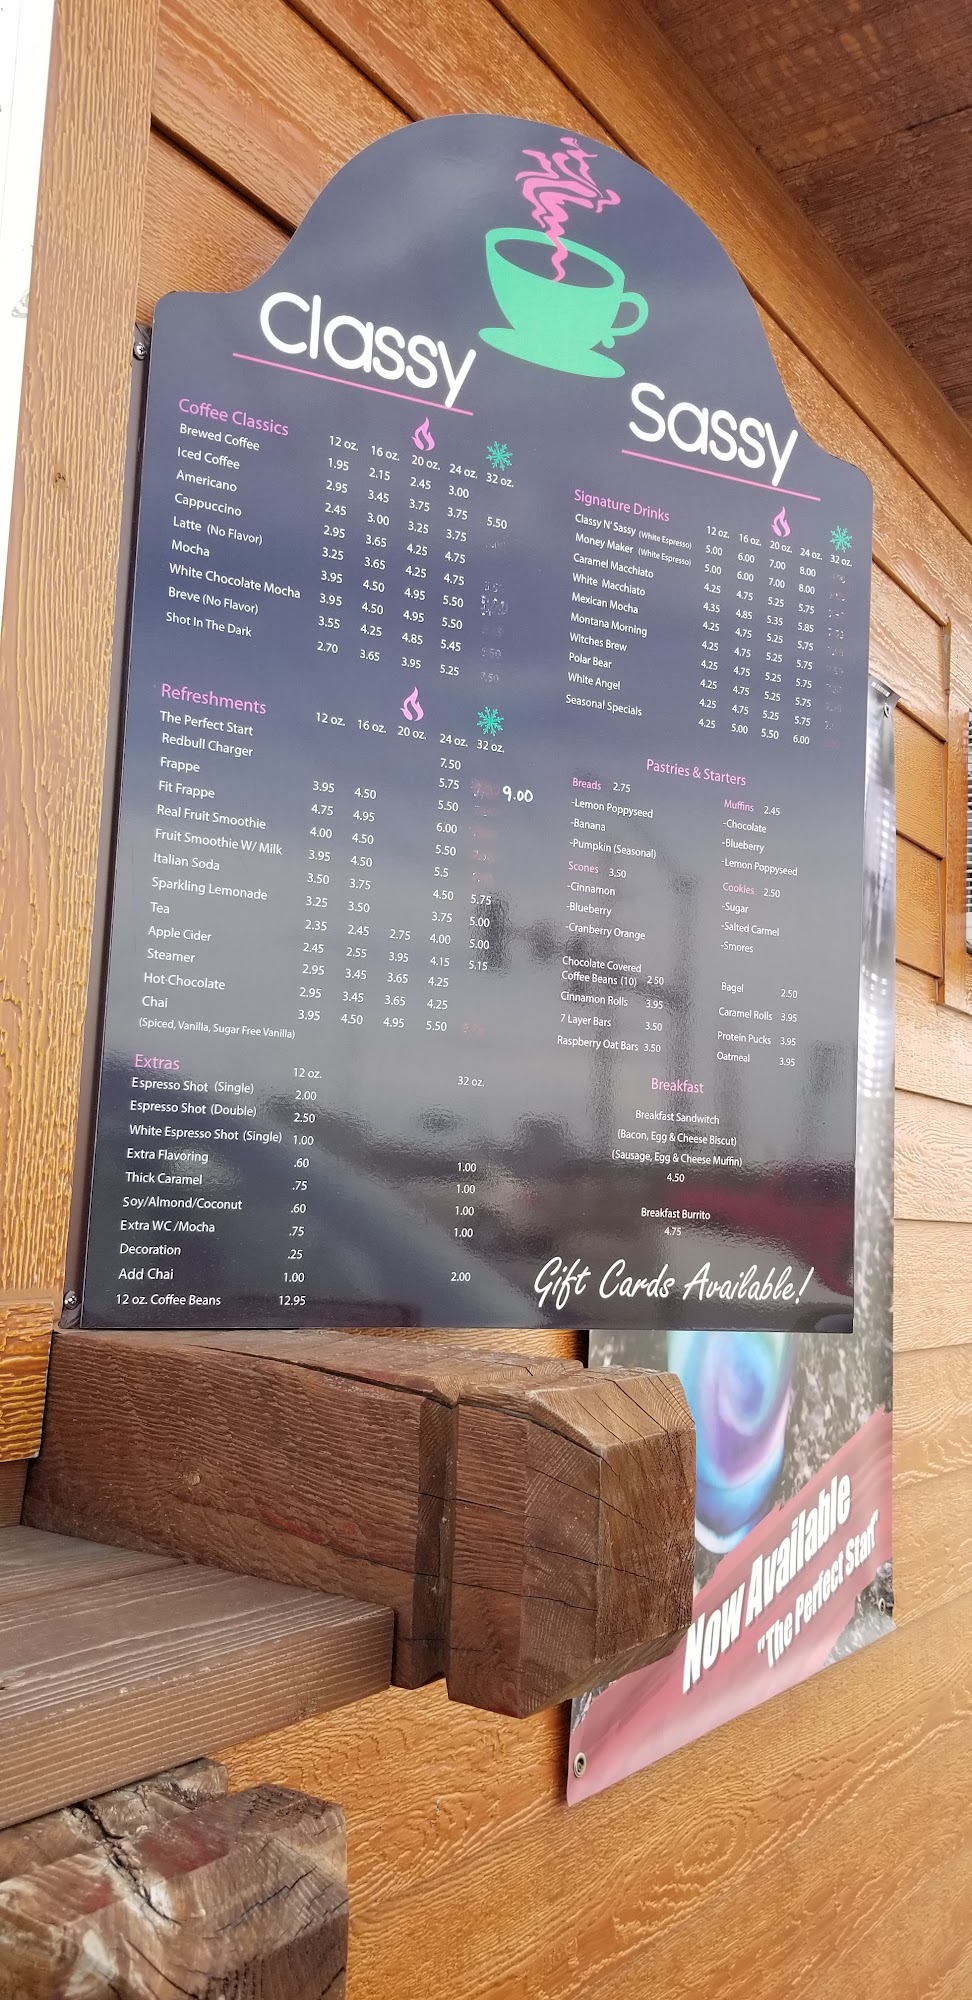 Classy
Sassy
Coffee Classics 12 oz. 16 oz. 20 oz. 24 oz. 32 oz.
Brewed Coffee 1.95 2.15 2.45 3.00
Iced Coffee 2.95 3.45 3.75 3.75 5.50
Americano 2.45 3.00 3.25 3.75
Cappuccino 2.95 3.65 4.25 4.75
Latte (No Flavor) 3.25 3.65 4.25 4.75
Mocha 3.95 4.50 4.95 5.50
White Chocolate Mocha 3.95 4.50 4.95 5.50
Breve (No Flavor) 3.55 4.25 4.85 5.45
Shot In The Dark 2.70 3.65 3.95 5.25
Refreshments 12 oz. 16 oz. 20 oz. 24 oz. 32 oz.
The Perfect Start 7.50
Redbull Charger 5.75 9.00
Frappe 3.95 4.50 5.50
Fit Frappe 4.75 4.95 6.00
Real Fruit Smoothie 4.00 4.50 5.50
Fruit Smoothie W/ Milk 3.95 4.50 5.5
Italian Soda 3.50 3.75 4.50 5.75
Sparkling Lemonade 3.25 3.50 3.75 5.00
Tea 2.35 2.45 2.75 4.00 5.00
Apple Cider 2.45 2.55 3.95 4.15 5.15
Steamer 2.95 3.45 3.65 4.25
Hot Chocolate 2.95 3.45 3.65 4.25
Chai 3.95 4.50 4.95 5.50
(Spiced, Vanilla, Sugar Free Vanilla)
Extras 12 oz. 32 oz.
Espresso Shot (Single) 2.00
Espresso Shot (Double) 2.50
White Espresso Shot (Single) 1.00
Extra Flavoring .60 1.00
Thick Caramel .75 1.00
Soy/Almond/Coconut .60 1.00
Extra WC /Mocha .75 1.00
Decoration .25
Add Chai 1.00 2.00
12 oz. Coffee Beans 12.95
Signature Drinks 12 oz. 16 oz. 20 oz. 24 oz. 32 oz.
Classy N' Sassy (White Espresso) 5.00 6.00 7.00 8.00
Money Maker (White Espresso) 5.00 6.00 7.00 8.00
Caramel Macchiato 4.25 4.75 5.25 5.75
White Macchiato 4.35 4.85 5.35 5.85
Mexican Mocha 4.25 4.75 5.25 5.75
Montana Morning 4.25 4.75 5.25 5.75
Witches Brew 4.25 4.75 5.25 5.75
Polar Bear 4.25 4.75 5.25 5.75
White Angel 4.25 4.75 5.25 5.75
Seasonal Specials 4.25 5.00 5.50 6.00
Pastries & Starters
Breads 2.75
-Lemon Poppyseed
-Banana
-Pumpkin (Seasonal)
Scones 3.50
-Cinnamon
-Blueberry
-Cranberry Orange
Chocolate Covered
Coffee Beans (10) 2.50
Cinnamon Rolls 3.95
7 Layer Bars 3.50
Raspberry Oat Bars 3.50
Muffins 2.45
-Chocolate
-Blueberry
-Lemon Poppyseed
Cookies 2.50
-Sugar
-Salted Carmel
-Smores
Bagel 2.50
Caramel Rolls 3.95
Protein Pucks 3.95
Oatmeal 3.95
Breakfast
Breakfast Sandwitch
(Bacon, Egg & Cheese Biscut)
(Sausage, Egg & Cheese Muffin)
4.50
Breakfast Burrito
4.75
Gift Cards Available!
Now Available
"The Perfect Start"